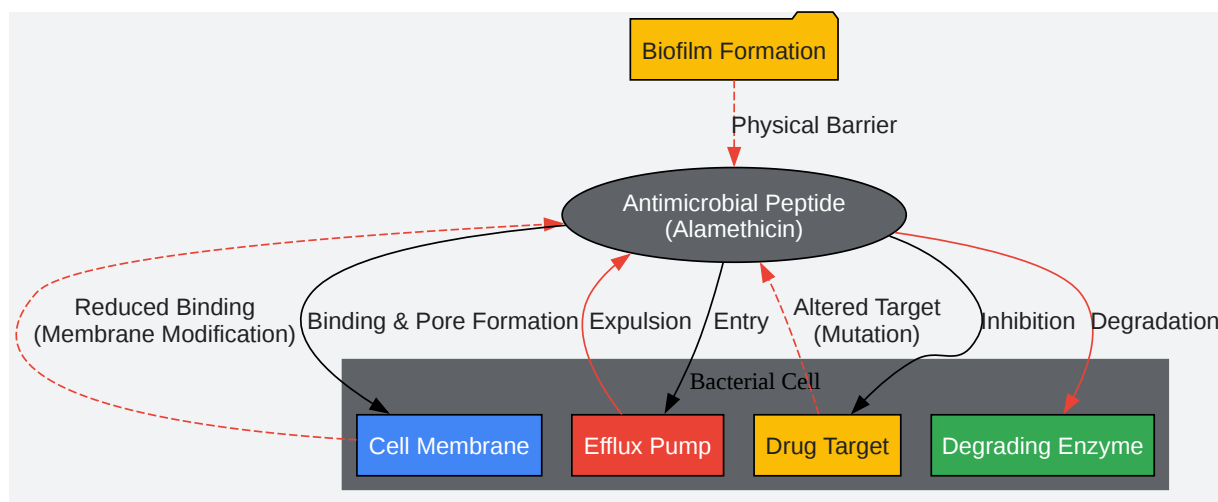 Biofilm Formation
Physical Barrier
Antimicrobial Peptide
(Alamethicin)
Reduced Binding
(Membrane Modification)
Binding & Pore Formation
Expulsion
Entry
Altered Target
(Mutation)
Inhibition
Degradation
Bacterial Cell
Cell Membrane
Efflux Pump
Drug Target
Degrading Enzyme